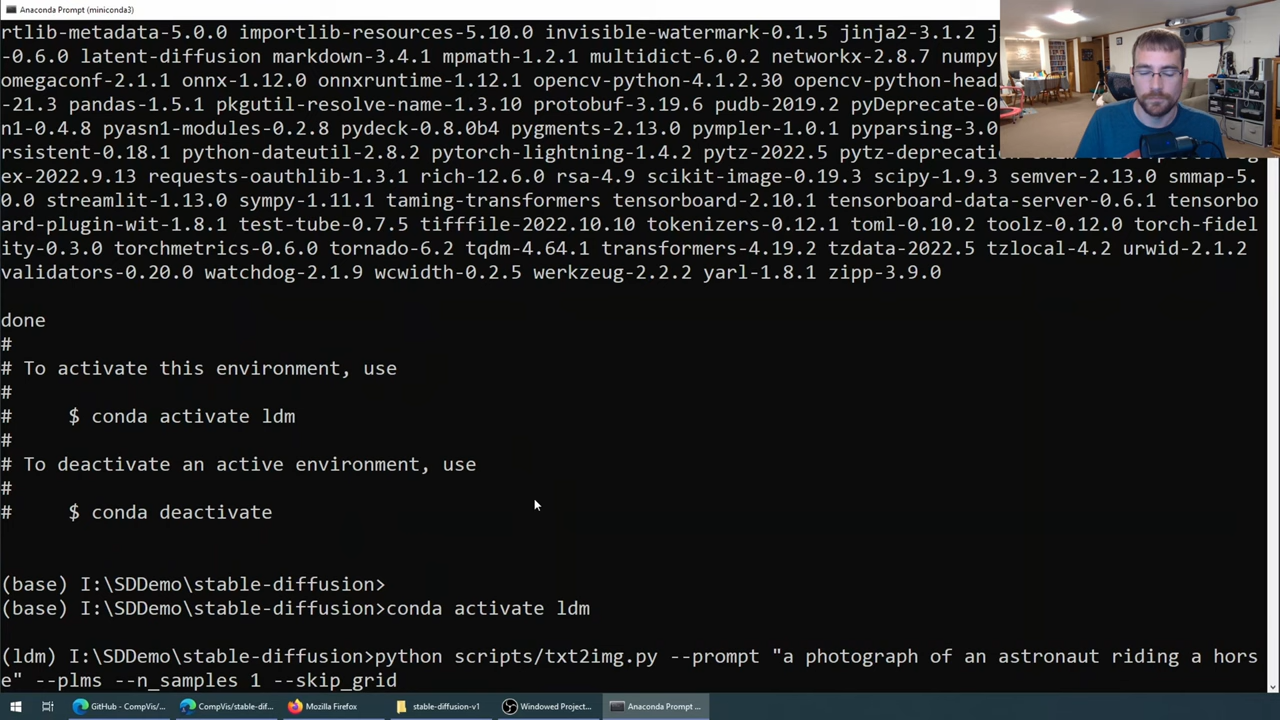 Anaconda Prompt (miniconda3)
rtlib-metadata-5.0.0 importlib-resources-5.10.0 invisible-watermark-0.1.5 jinja2-3.1.2 j
-0.6.0 latent-diffusion markdown-3.4.1 mpmath-1.2.1 multidict-6.0.2 networkx-2.8.7 numpy
omegaconf-2.1.1 onnx-1.12.0 onnxruntime-1.12.1 opencv-python-4.1.2.30 opencv-python-head
-21.3 pandas-1.5.1 pkgutil-resolve-name-1.3.10 protobuf-3.19.6 pudb-2019.2 pyDeprecate-0
n1-0.4.8 pyasn1-modules-0.2.8 pydeck-0.8.0b4 pygments-2.13.0 pympler-1.0.1 pyparsing-3.0
rsistent-0.18.1 python-dateutil-2.8.2 pytorch-lightning-1.4.2 pytz-2022.5
ex-2022.9.13 requests-oauthlib-1.3.1 rich-12.6.0 rsa-4.9 scikit-image-0.19.3 scipy-1.9.3 semver-2.13.0 smmap-5.
0.0 streamlit-1.13.0 sympy-1.11.1 taming-transformers tensorboard-2.10.1 tensorboard-data-server-0.6.1 tensorbo
ard-plugin-wit-1.8.1 test-tube-0.7.5 tifffile-2022.10.10 tokenizers-0.12.1 toml-0.10.2 toolz-0.12.0 torch-fidel
ity-0.3.0 torchmetrics-0.6.0 tornado-6.2 tqdm-4.64.1 transformers-4.19.2 tzdata-2022.5 tzlocal-4.2 urwid-2.1.2
validators-0.20.0 watchdog-2.1.9 wcwidth-0.2.5 werkzeug-2.2.2 yarl-1.8.1 zipp-3.9.0
done
#
# To activate this environment, use
#
# $ conda activate ldm
#
# To deactivate an active environment, use
#
# $ conda deactivate
(base) I:\SDDemo\stable-diffusion>
(base) I:\SDDemo\stable-diffusion>conda activate ldm
(ldm) I:\SDDemo\stable-diffusion>python scripts/txt2img.py --prompt "a photograph of an astronaut riding a hors
e" --plms --n_samples 1 --skip_grid
GitHub - CompVis/... CompVis/stable-dif... Mozilla Firefox stable-diffusion-v1 Windowed Projec... Anaconda Prompt ...